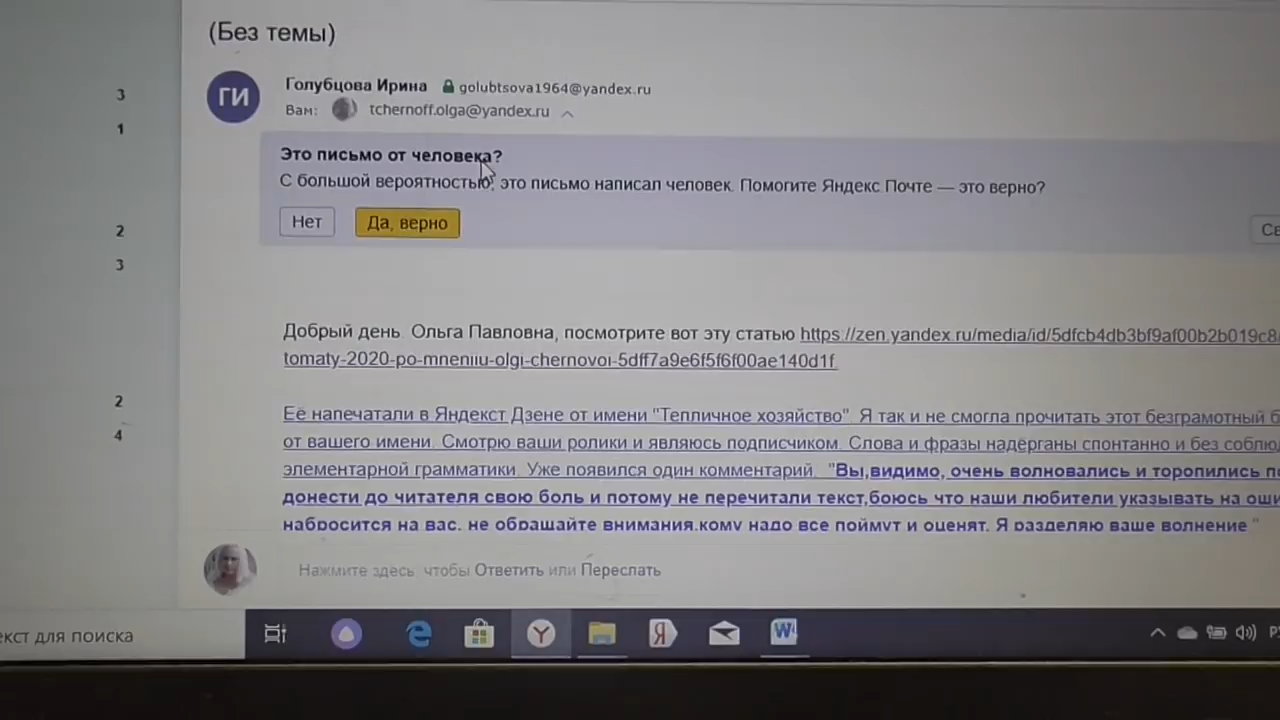 (Без темы)
ГИ Голубцова Ирина golubtsova1964@yandex.ru
Вам: tchernoff.olga@yandex.ru
3
1
Это письмо от человека?
С большой вероятностью, это письмо написал человек. Помогите Яндекс.Почте — это верно?
Нет Да, верно
2
3
Добрый день. Ольга Павловна, посмотрите вот эту статью https://zen.yandex.ru/media/id/5dfcb4db3bf9af00b2b019c8/
tomaty-2020-po-mneniiu-olgi-chernovoi-5dff7a9e6f5f6f00ae140d1f
2
4
Её напечатали в Яндекст Дзене от имени "Тепличное хозяйство". Я так и не смогла прочитать этот безграмотный
от вашего имени. Смотрю ваши ролики и являюсь подписчиком. Слова и фразы надёрганы спонтанно и без
элементарной грамматики. Уже появился один комментарий. "Вы,видимо, очень волновались и торопились
донести до читателя свою боль и потому не перечитали текст,боюсь что наши любители указывать на
набросится на вас, не обращайте внимания,кому надо все поймут и оценят. Я разделяю ваше волнение."
Нажмите здесь, чтобы Ответить или Переслать
для поиска
Y Я W